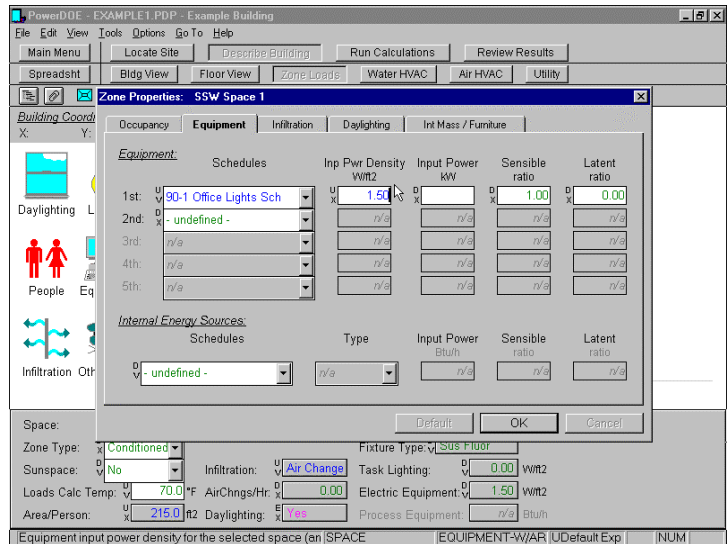 PowerDOE - EXAMPLE1.PDP - Example Building
File Edit View Tools Options Go To Help
Main Menu Locate Site Describe Building Run Calculations Review Results
Spreadsht Bldg View Floor View Zone Loads Water HVAC Air HVAC Utility
Zone Properties: SSW Space 1
Building Coordi
X: Y:
Occupancy Equipment Infiltration Daylighting Int Mass / Furniture
Equipment: Schedules Inp Pwr Density Input Power Sensible Latent
W/ft2 kW ratio ratio
1st: U V 90-1 Office Lights Sch U X 1.50 D X D X 1.00 D X 0.00
2nd: D X - undefined - n/a n/a n/a n/a
3rd: n/a n/a n/a n/a n/a
4th: n/a n/a n/a n/a
5th: n/a n/a n/a n/a
Daylighting L
People Eq
Infiltration Oth
Internal Energy Sources:
Schedules Type Input Power Sensible Latent
Btu/h ratio ratio
D V - undefined - n/a n/a n/a n/a
Default OK Cancel
Space:
Zone Type: X Conditioned Fixture Type: V Sus Fluor
Sunspace: D V No Infiltration: U V Air Change Task Lighting: D V 0.00 W/ft2
Loads Calc Temp: D V 70.0 °F AirChngs/Hr: D X 0.00 Electric Equipment: U V 1.50 W/ft2
Area/Person: U X 215.0 ft2 Daylighting: E X Yes Process Equipment: n/a Btu/h
Equipment input power density for the selected space (an SPACE EQUIPMENT-W/AR UDefault Exp NUM